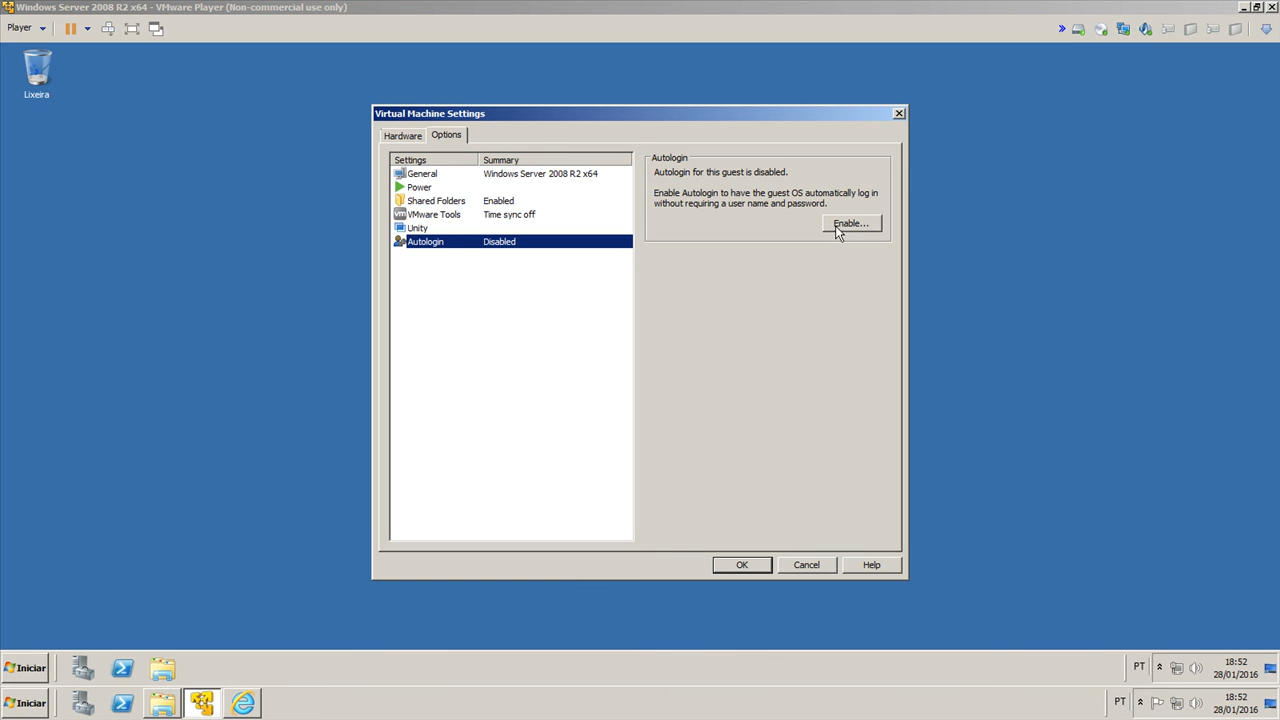 Windows Server 2008 R2 x64 - VMware Player (Non-commercial use only)
Player
Lixeira
Virtual Machine Settings
Hardware
Options
Settings
Summary
General
Windows Server 2008 R2 x64
Power
Shared Folders
Enabled
VMware Tools
Time sync off
Unity
Autologin
Disabled
Autologin
Autologin for this guest is disabled.
Enable Autologin to have the guest OS automatically log in
without requiring a user name and password.
Enable...
OK
Cancel
Help
Iniciar
PT
18:52
28/01/2016
Iniciar
PT
18:52
28/01/2016